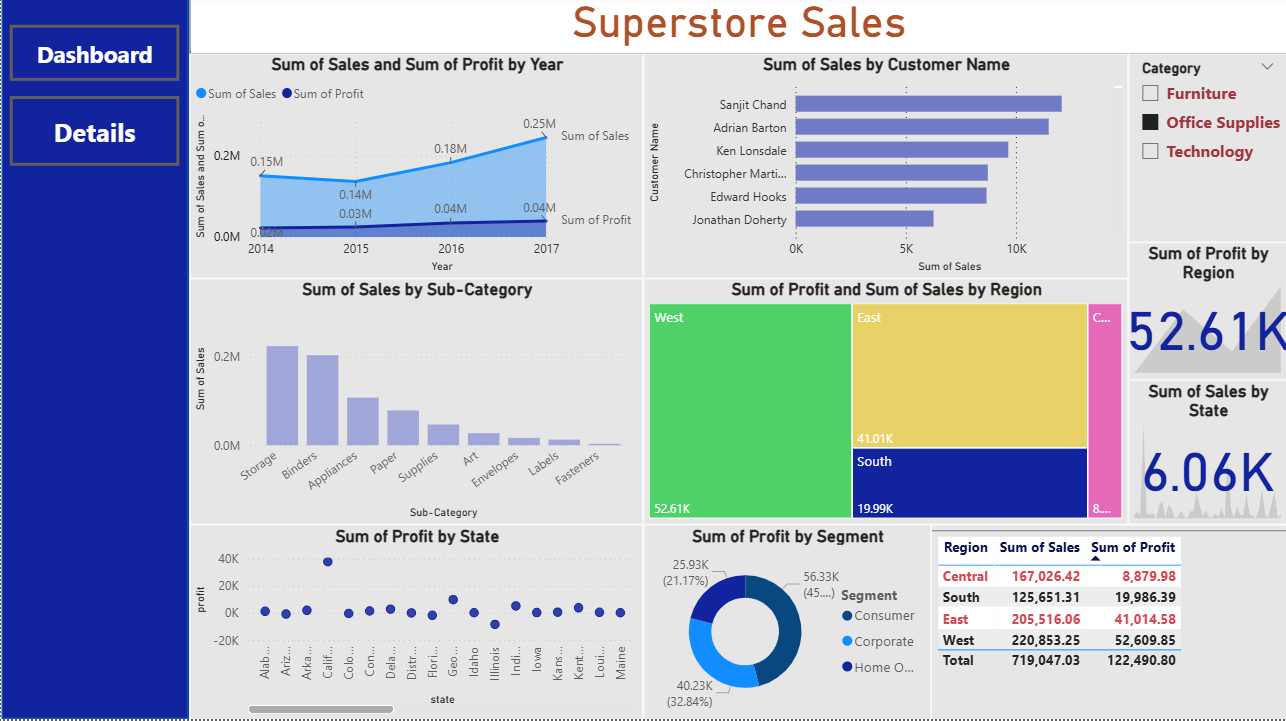 Superstore Sales
Dashboard
Details
Sum of Sales and Sum of Profit by Year
Sum of Sales
Sum of Profit
Sum of Sales and Sum o...
0.2M
0.0M
0.15M
0.14M
0.18M
0.25M
0.03M
0.04M
0.04M
Sum of Sales
Sum of Profit
2014
2015
2016
2017
Year
Sum of Sales by Customer Name
Customer Name
Sanjit Chand
Adrian Barton
Ken Lonsdale
Christopher Marti...
Edward Hooks
Jonathan Doherty
0K
5K
10K
Sum of Sales
Category
Furniture
Office Supplies
Technology
Sum of Profit by
Region
52.61K
Sum of Sales by
State
6.06K
Sum of Sales by Sub-Category
Sum of Sales
0.2M
0.0M
Storage
Binders
Appliances
Paper
Supplies
Art
Envelopes
Labels
Fasteners
Sub-Category
Sum of Profit and Sum of Sales by Region
West
52.61K
East
41.01K
South
19.99K
C...
8....
Sum of Profit by State
profit
40K
20K
0K
-20K
Alab...
Ariz...
Arka...
Calif...
Colo...
Con...
Dela...
Distr...
Flori...
Geo...
Idaho
Illinois
Indi...
Iowa
Kans...
Kent...
Loui...
Maine
state
Sum of Profit by Segment
25.93K
(21.17%)
56.33K
(45....)
40.23K
(32.84%)
Segment
Consumer
Corporate
Home O...
Region Sum of Sales Sum of Profit
Central 167,026.42 8,879.98
South 125,651.31 19,986.39
East 205,516.06 41,014.58
West 220,853.25 52,609.85
Total 719,047.03 122,490.80